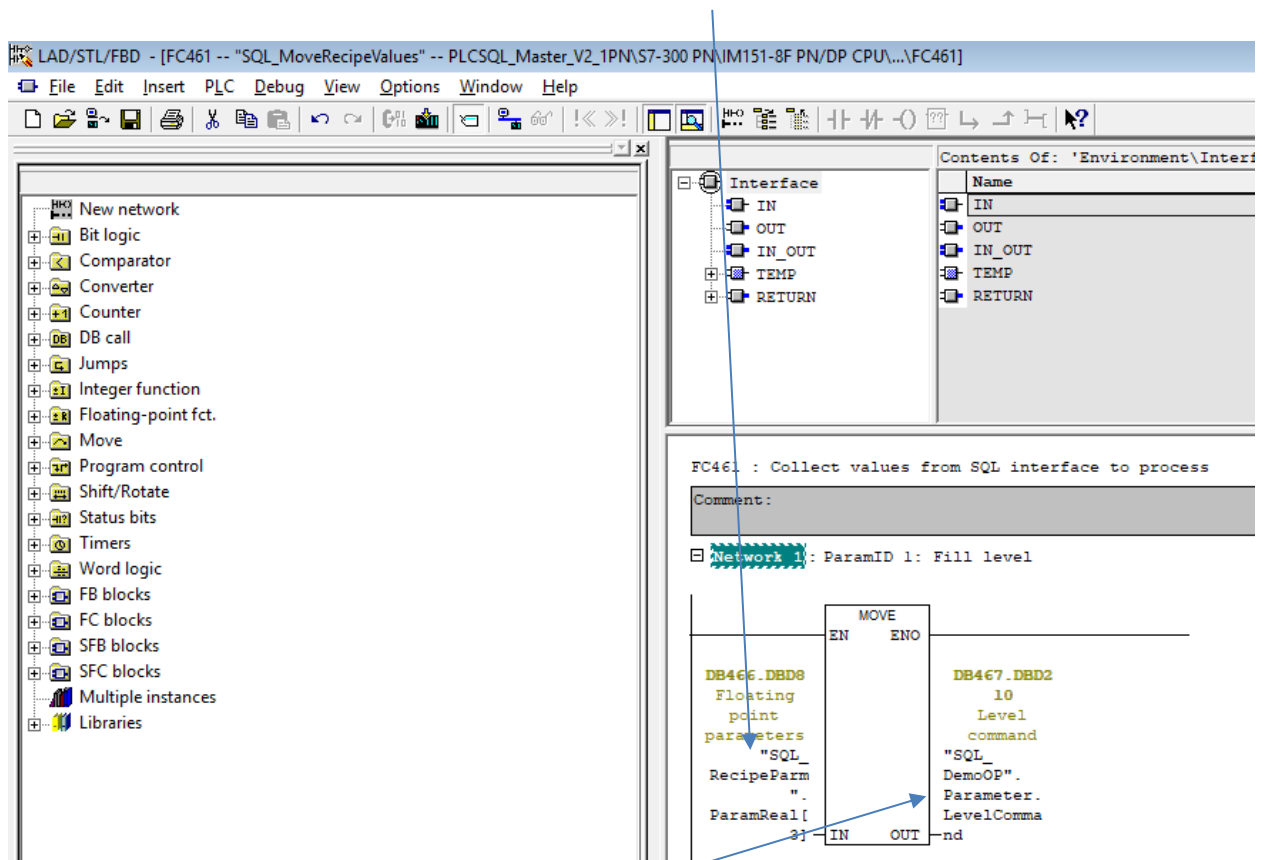 LAD/STL/FBD - [FC461 -- "SQL_MoveRecipeValues" -- PLCSQL_Master_V2_1PN\S7-300 PN\IM151-8F PN/DP CPU\...\FC461]
File Edit Insert PLC Debug View Options Window Help
New network
Bit logic
Comparator
Converter
Counter
DB call
Jumps
Integer function
Floating-point fct.
Move
Program control
Shift/Rotate
Status bits
Timers
Word logic
FB blocks
FC blocks
SFB blocks
SFC blocks
Multiple instances
Libraries
Interface
IN
OUT
IN_OUT
TEMP
RETURN
Contents Of: 'Environment\Interf
Name
IN
OUT
IN_OUT
TEMP
RETURN
FC461 : Collect values from SQL interface to process
Comment:
Network 1: ParamID 1: Fill level
MOVE
EN ENO
DB466.DBD8
Floating
point
parameters
"SQL_
RecipeParm
".
ParamReal[
3]
IN OUT
DB467.DBD2
10
Level
command
"SQL_
DemoOP".
Parameter.
LevelComma
nd